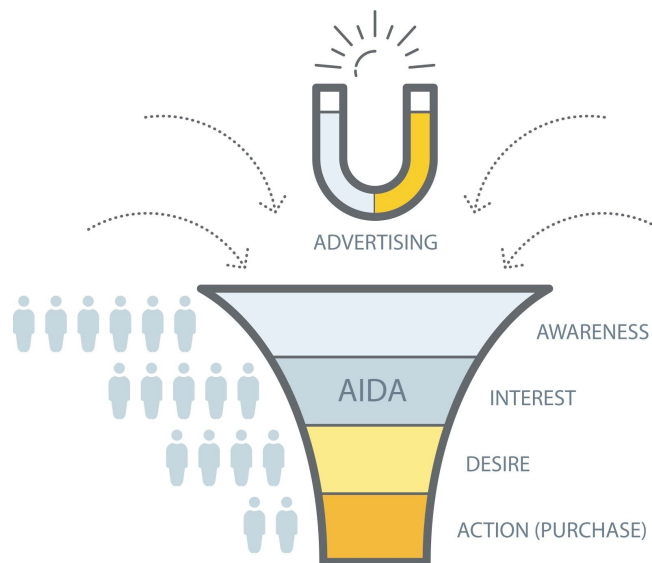 ADVERTISING
AWARENESS
AIDA
INTEREST
DESIRE
ACTION (PURCHASE)